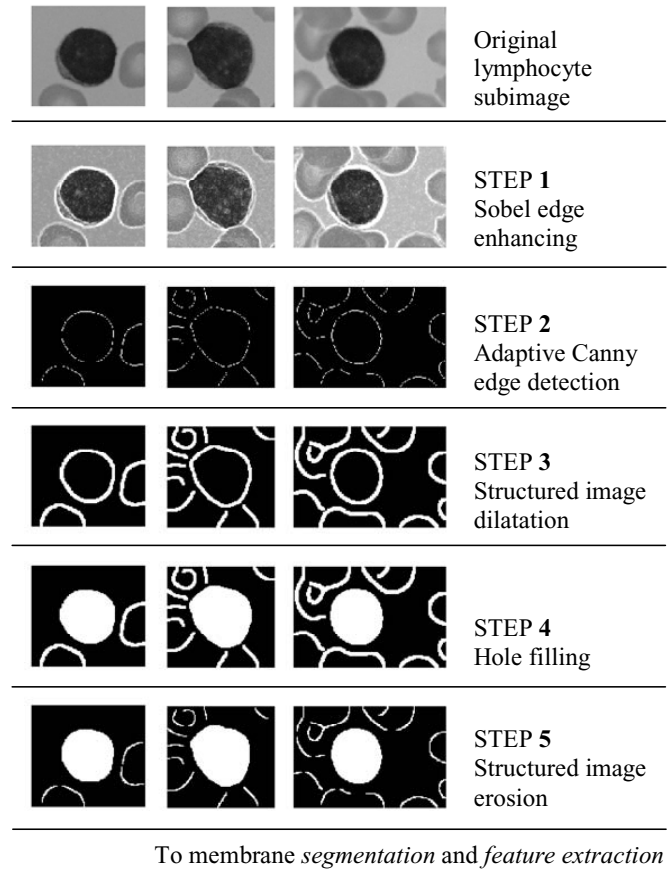 Original
lymphocyte
subimage
STEP 1
Sobel edge
enhancing
STEP 2
Adaptive Canny
edge detection
STEP 3
Structured image
dilatation
STEP 4
Hole filling
STEP 5
Structured image
erosion
To membrane segmentation and feature extraction